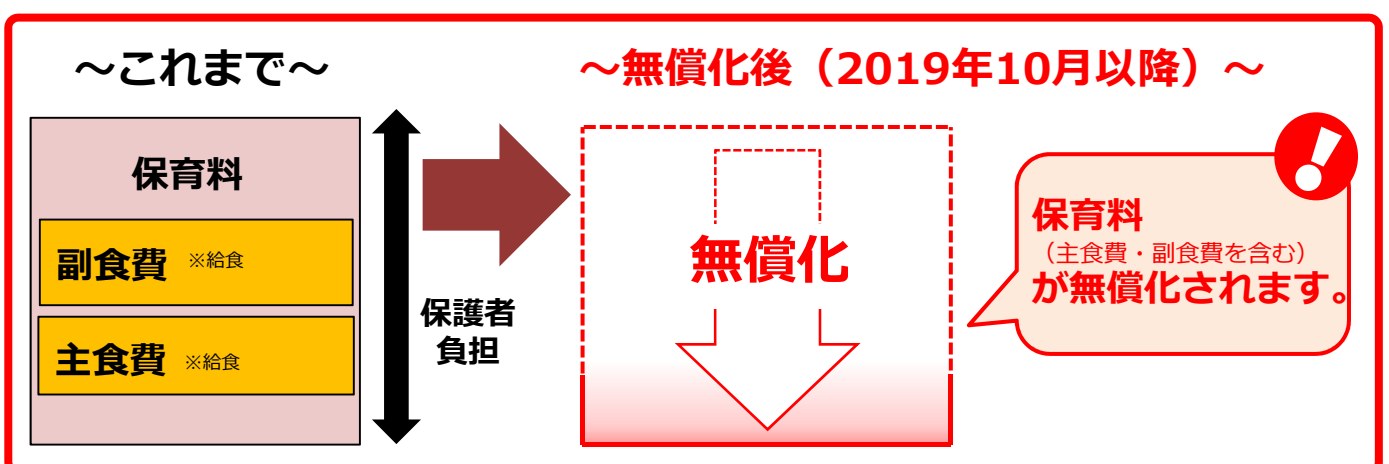 ～これまで～
～無償化後（2019年10月以降）～
保育料
副食費 ※給食
主食費 ※給食
保護者
負担
無償化
保育料
（主食費・副食費を含む）
が無償化されます。